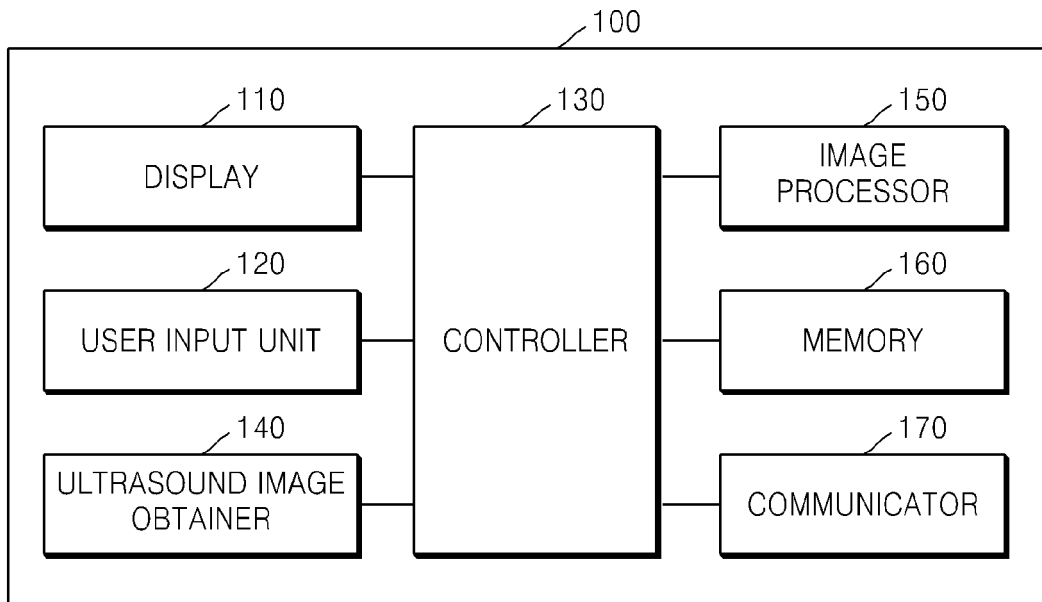 100
110
DISPLAY
120
USER INPUT UNIT
140
ULTRASOUND IMAGE
OBTAINER
130
CONTROLLER
150
IMAGE
PROCESSOR
160
MEMORY
170
COMMUNICATOR